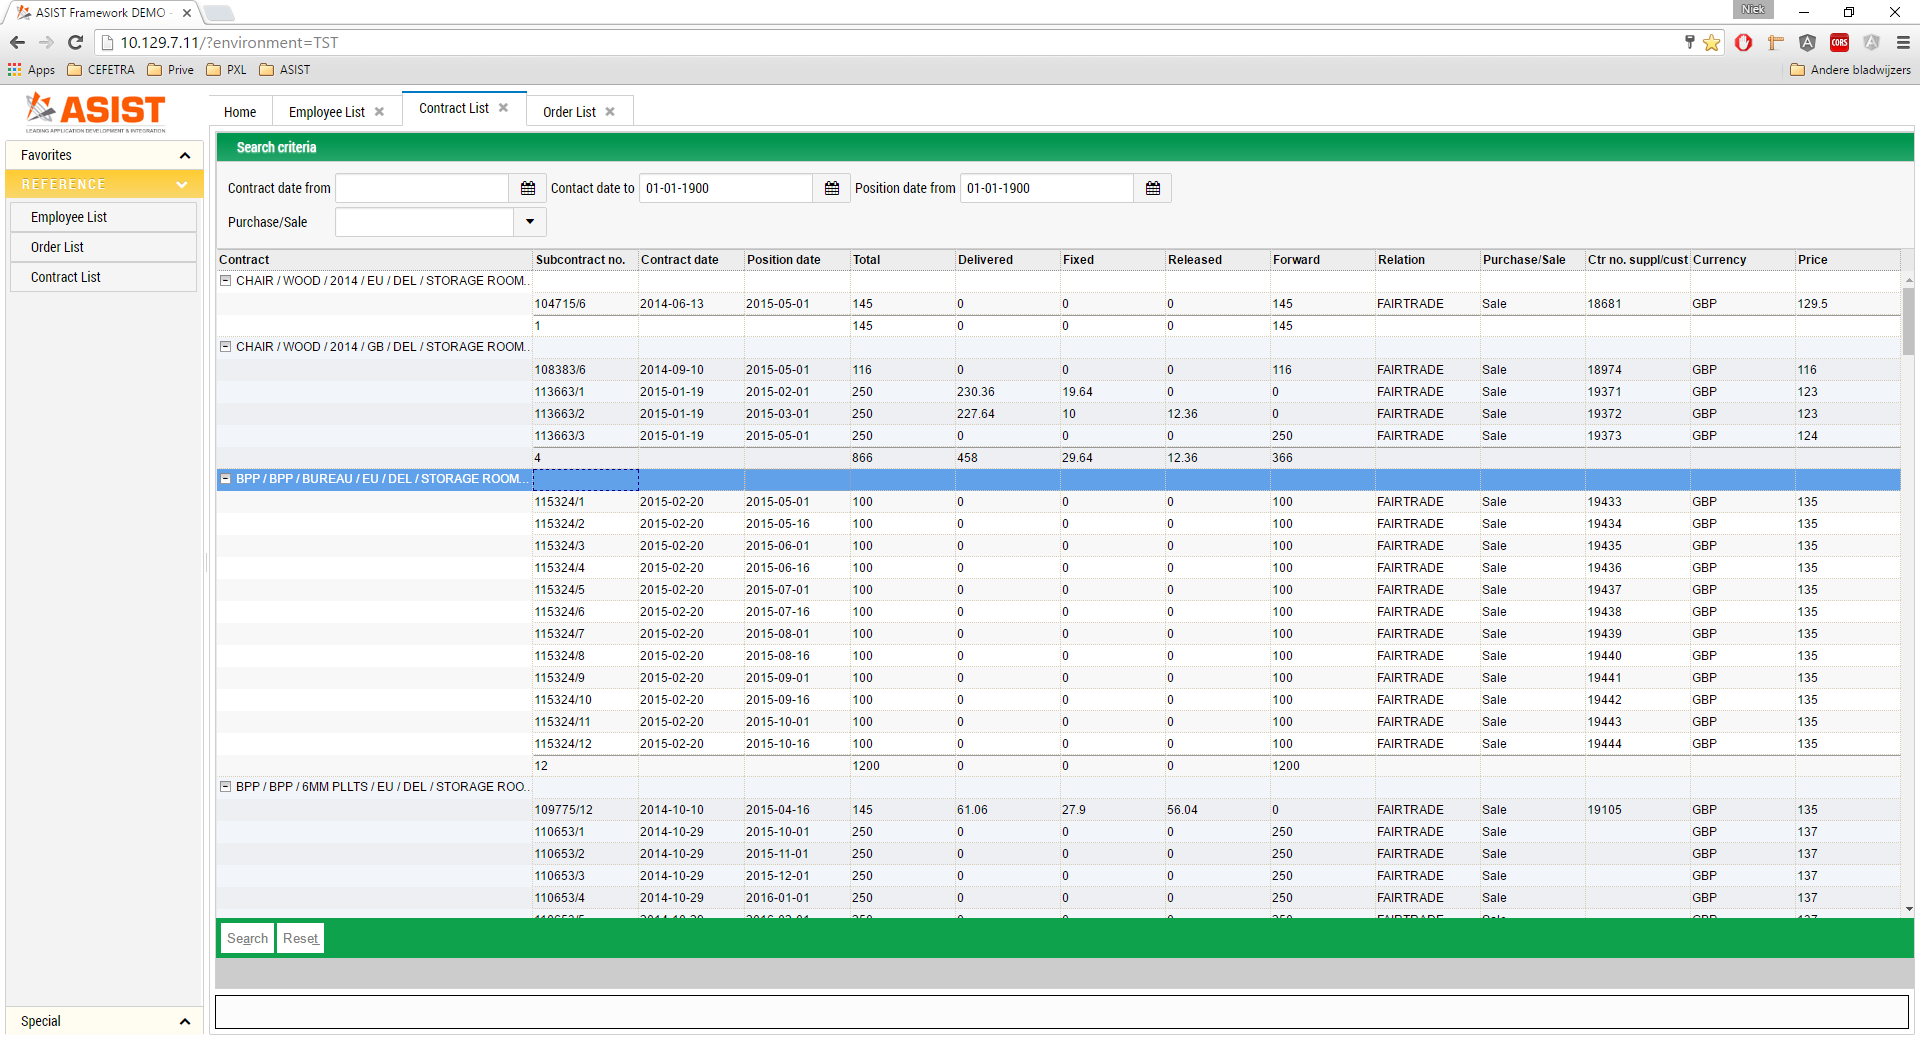 ASIST Framework DEMO
Niek
10.129.7.11/?environment=TST
CORS
Apps CEFETRA Prive PXL ASIST Andere bladwijzers
ASIST
LEADING APPLICATION DEVELOPMENT & INTEGRATION
Home Employee List Contract List Order List
Favorites
REFERENCE
Employee List
Order List
Contract List
Special
Search criteria
Contract date from Contact date to 01-01-1900 Position date from 01-01-1900
Purchase/Sale
Contract Subcontract no. Contract date Position date Total Delivered Fixed Released Forward Relation Purchase/Sale Ctr no. suppl/cust Currency Price
CHAIR / WOOD / 2014 / EU / DEL / STORAGE ROOM...
104715/6 2014-06-13 2015-05-01 145 0 0 0 145 FAIRTRADE Sale 18681 GBP 129.5
1 145 0 0 0 145
CHAIR / WOOD / 2014 / GB / DEL / STORAGE ROOM...
108383/6 2014-09-10 2015-05-01 116 0 0 0 116 FAIRTRADE Sale 18974 GBP 116
113663/1 2015-01-19 2015-02-01 250 230.36 19.64 0 0 FAIRTRADE Sale 19371 GBP 123
113663/2 2015-01-19 2015-03-01 250 227.64 10 12.36 0 FAIRTRADE Sale 19372 GBP 123
113663/3 2015-01-19 2015-05-01 250 0 0 0 250 FAIRTRADE Sale 19373 GBP 124
4 866 458 29.64 12.36 366
BPP / BPP / BUREAU / EU / DEL / STORAGE ROOM...
115324/1 2015-02-20 2015-05-01 100 0 0 0 100 FAIRTRADE Sale 19433 GBP 135
115324/2 2015-02-20 2015-05-16 100 0 0 0 100 FAIRTRADE Sale 19434 GBP 135
115324/3 2015-02-20 2015-06-01 100 0 0 0 100 FAIRTRADE Sale 19435 GBP 135
115324/4 2015-02-20 2015-06-16 100 0 0 0 100 FAIRTRADE Sale 19436 GBP 135
115324/5 2015-02-20 2015-07-01 100 0 0 0 100 FAIRTRADE Sale 19437 GBP 135
115324/6 2015-02-20 2015-07-16 100 0 0 0 100 FAIRTRADE Sale 19438 GBP 135
115324/7 2015-02-20 2015-08-01 100 0 0 0 100 FAIRTRADE Sale 19439 GBP 135
115324/8 2015-02-20 2015-08-16 100 0 0 0 100 FAIRTRADE Sale 19440 GBP 135
115324/9 2015-02-20 2015-09-01 100 0 0 0 100 FAIRTRADE Sale 19441 GBP 135
115324/10 2015-02-20 2015-09-16 100 0 0 0 100 FAIRTRADE Sale 19442 GBP 135
115324/11 2015-02-20 2015-10-01 100 0 0 0 100 FAIRTRADE Sale 19443 GBP 135
115324/12 2015-02-20 2015-10-16 100 0 0 0 100 FAIRTRADE Sale 19444 GBP 135
12 1200 0 0 0 1200
BPP / BPP / 6MM PLLTS / EU / DEL / STORAGE ROO...
109775/12 2014-10-10 2015-04-16 145 61.06 27.9 56.04 0 FAIRTRADE Sale 19105 GBP 135
110653/1 2014-10-29 2015-10-01 250 0 0 0 250 FAIRTRADE Sale GBP 137
110653/2 2014-10-29 2015-11-01 250 0 0 0 250 FAIRTRADE Sale GBP 137
110653/3 2014-10-29 2015-12-01 250 0 0 0 250 FAIRTRADE Sale GBP 137
110653/4 2014-10-29 2016-01-01 250 0 0 0 250 FAIRTRADE Sale GBP 137
Search Reset